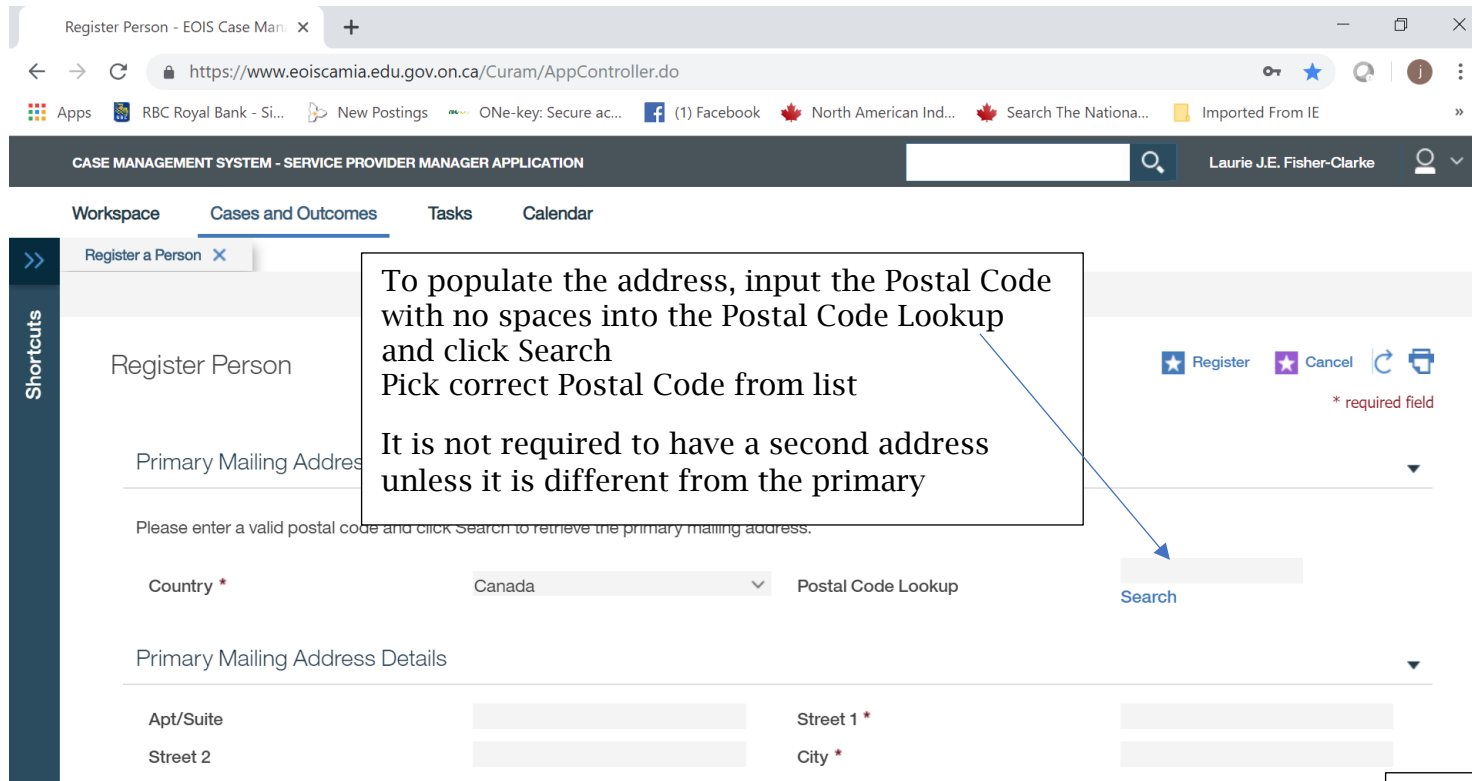 Register Person - EOIS Case Man
https://www.eoiscamia.edu.gov.on.ca/Curam/AppController.do
j
Apps RBC Royal Bank - Si... New Postings ONe-key: Secure ac... (1) Facebook North American Ind... Search The Nationa... Imported From IE »
CASE MANAGEMENT SYSTEM - SERVICE PROVIDER MANAGER APPLICATION Laurie J.E. Fisher-Clarke
Workspace Cases and Outcomes Tasks Calendar
Register a Person
Shortcuts
To populate the address, input the Postal Code
with no spaces into the Postal Code Lookup
and click Search
Pick correct Postal Code from list
It is not required to have a second address
unless it is different from the primary
Register Person Register Cancel
* required field
Primary Mailing Addres
Please enter a valid postal code and click Search to retrieve the primary mailing address.
Country * Canada Postal Code Lookup
Search
Primary Mailing Address Details
Apt/Suite Street 1 *
Street 2 City *